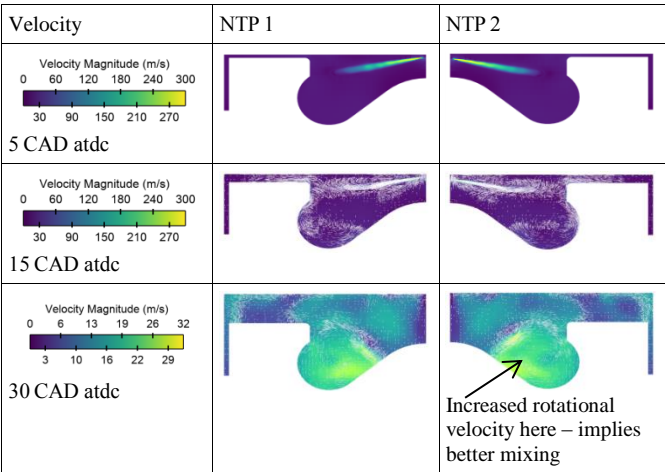 Velocity
NTP 1
NTP 2
Velocity Magnitude (m/s)
0 60 120 180 240 300
30 90 150 210 270
5 CAD atdc
Velocity Magnitude (m/s)
0 60 120 180 240 300
30 90 150 210 270
15 CAD atdc
Velocity Magnitude (m/s)
0 6 13 19 26 32
3 10 16 22 29
30 CAD atdc
Increased rotational
velocity here – implies
better mixing